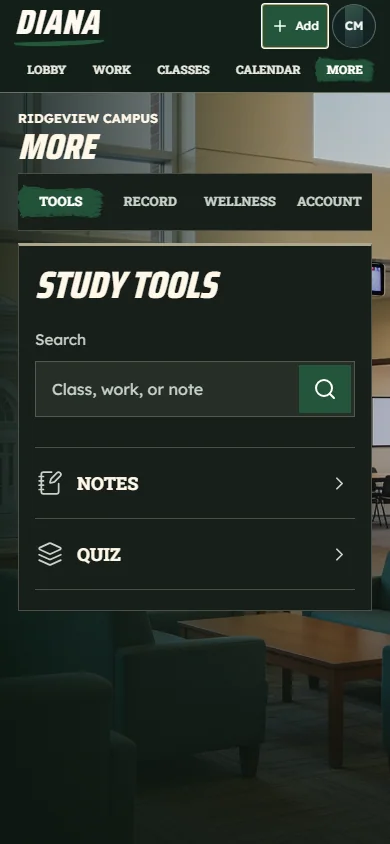 DIANA
Add
CM
LOBBY WORK CLASSES CALENDAR MORE
RIDGEVIEW CAMPUS
MORE
TOOLS RECORD WELLNESS ACCOUNT
STUDY TOOLS
Search
Class, work, or note
NOTES
QUIZ